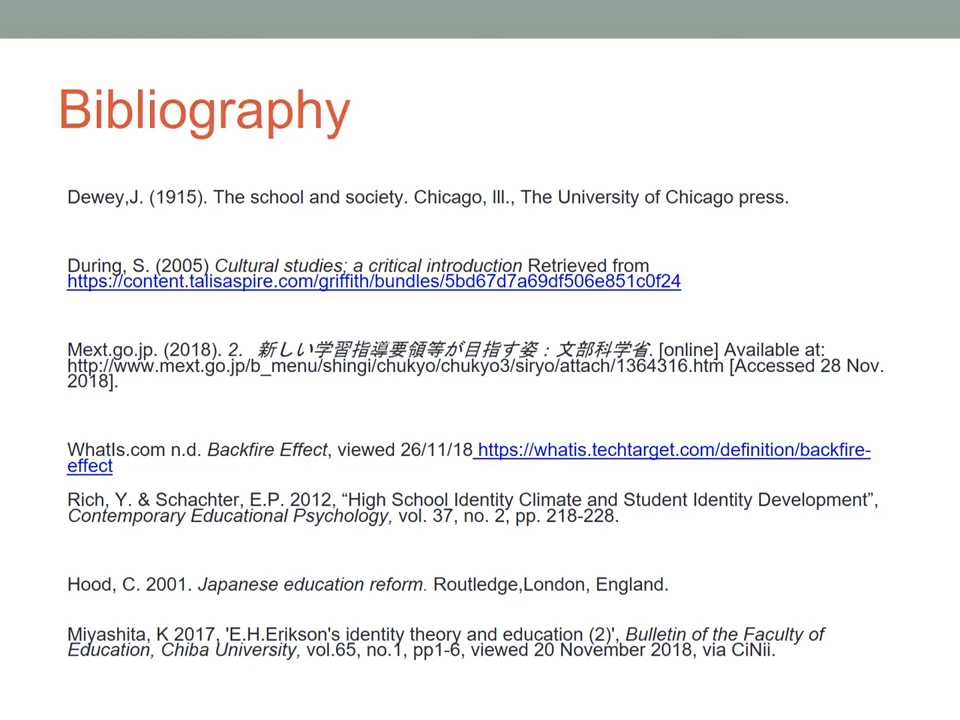 Bibliography
Dewey,J. (1915). The school and society. Chicago, Ill., The University of Chicago press.
During, S. (2005) Cultural studies: a critical introduction Retrieved from
https://content.talisaspire.com/griffith/bundles/5bd67d7a69df506e851c0f24
Mext.go.jp. (2018). 2. 新しい学習指導要領等が目指す姿：文部科学省. [online] Available at:
http://www.mext.go.jp/b_menu/shingi/chukyo/chukyo3/siryo/attach/1364316.htm [Accessed 28 Nov.
2018].
WhatIs.com n.d. Backfire Effect, viewed 26/11/18 https://whatis.techtarget.com/definition/backfire-
effect
Rich, Y. & Schachter, E.P. 2012, “High School Identity Climate and Student Identity Development”,
Contemporary Educational Psychology, vol. 37, no. 2, pp. 218-228.
Hood, C. 2001. Japanese education reform. Routledge,London, England.
Miyashita, K 2017, 'E.H.Erikson's identity theory and education (2)', Bulletin of the Faculty of
Education, Chiba University, vol.65, no.1, pp1-6, viewed 20 November 2018, via CiNii.